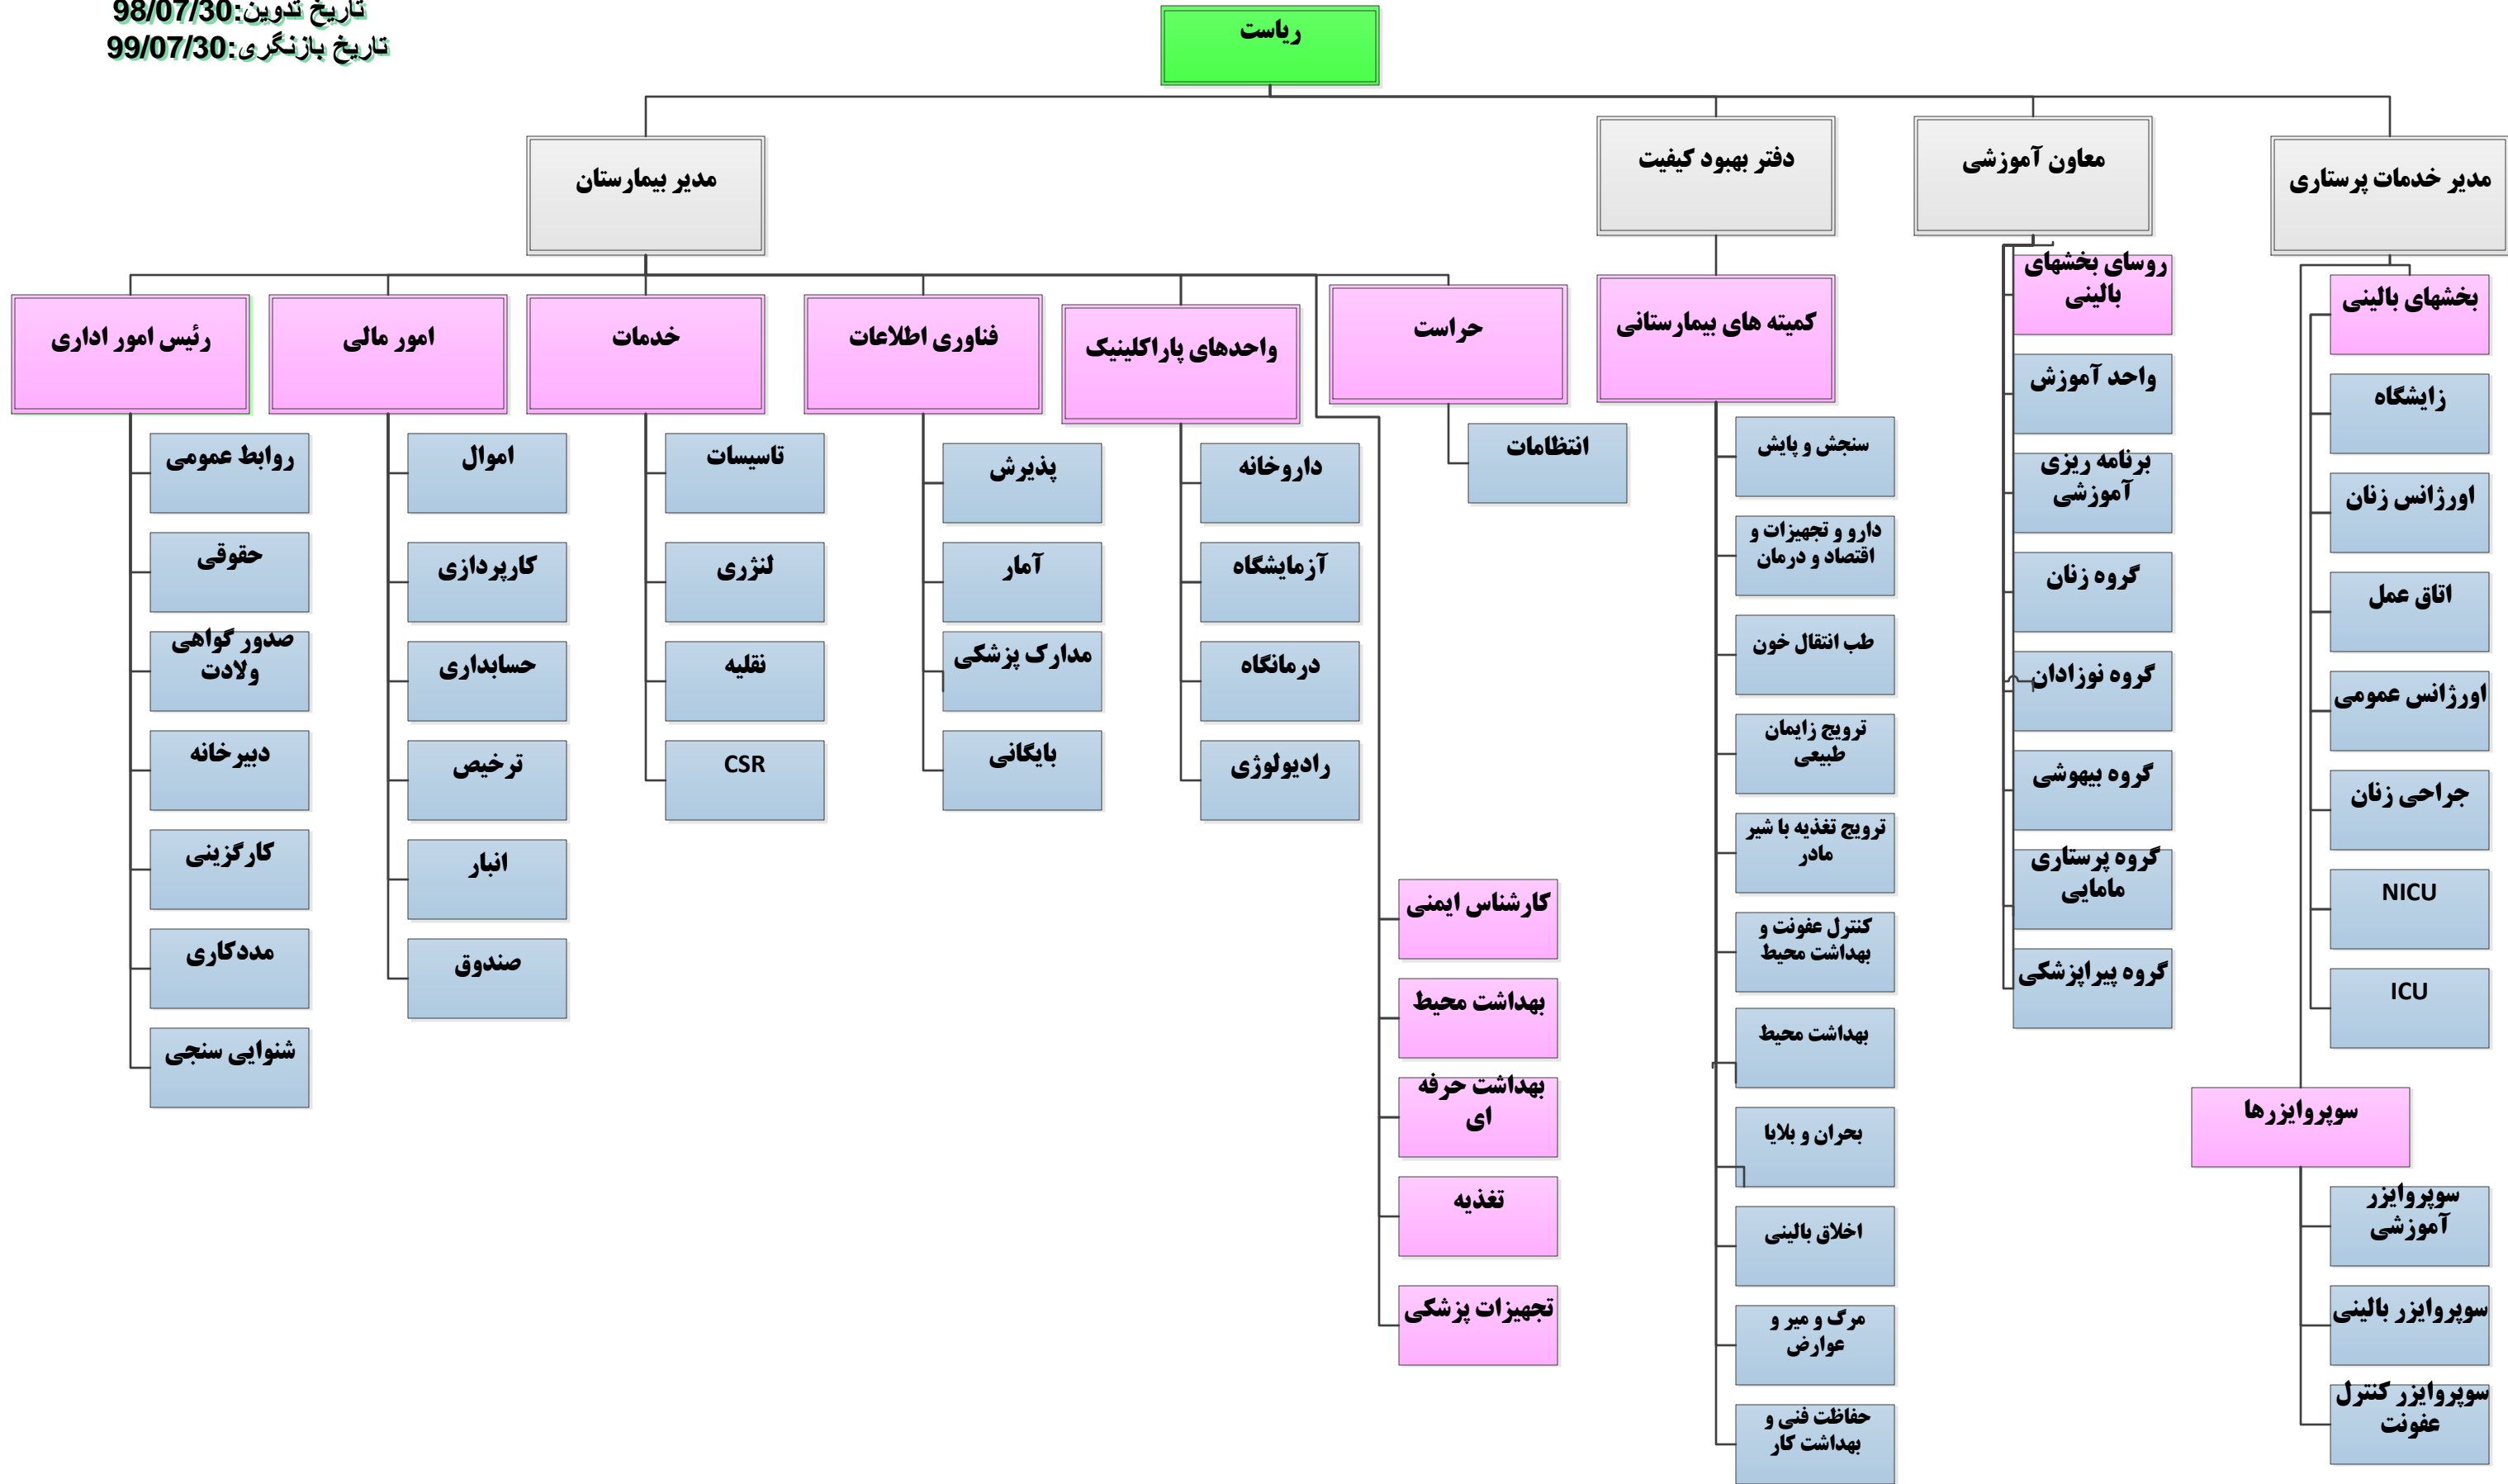 تاریخ تدوین:98/07/30
تاریخ بازنگری:99/07/30
ریاست
مدیر خدمات پرستاری
معاون آموزشی
دفتر بهبود کیفیت
مدیر بیمارستان
بخشهای بالینی
زایشگاه
اورژانس زنان
اتاق عمل
اورژانس عمومی
جراحی زنان
NICU
ICU
سوپروایزرها
سوپروایزر
آموزشی
سوپروایزر بالینی
سوپروایزر کنترل
عفونت
روسای بخشهای
بالینی
واحد آموزش
برنامه ریزی
آموزشی
گروه زنان
گروه نوزادان
گروه بیهوشی
گروه پرستاری
مامایی
گروه پیراپزشکی
کمیته های بیمارستانی
سنجش و پایش
دارو و تجهیزات و
اقتصاد و درمان
طب انتقال خون
ترویج زایمان
طبیعی
ترویج تغذیه با شیر
مادر
کنترل عفونت و
بهداشت محیط
بهداشت محیط
بحران و بلایا
اخلاق بالینی
مرگ و میر و
عوارض
حفاظت فنی و
بهداشت کار
حراست
انتظامات
کارشناس ایمنی
بهداشت محیط
بهداشت حرفه
ای
تغذیه
تجهیزات پزشکی
واحدهای پاراکلینیک
داروخانه
آزمایشگاه
درمانگاه
رادیولوژی
فناوری اطلاعات
پذیرش
آمار
مدارک پزشکی
بایگانی
خدمات
تاسیسات
لنژری
نقلیه
CSR
امور مالی
اموال
کارپردازی
حسابداری
ترخیص
انبار
صندوق
رئیس امور اداری
روابط عمومی
حقوقی
صدور گواهی
ولادت
دبیرخانه
کارگزینی
مددکاری
شنوایی سنجی